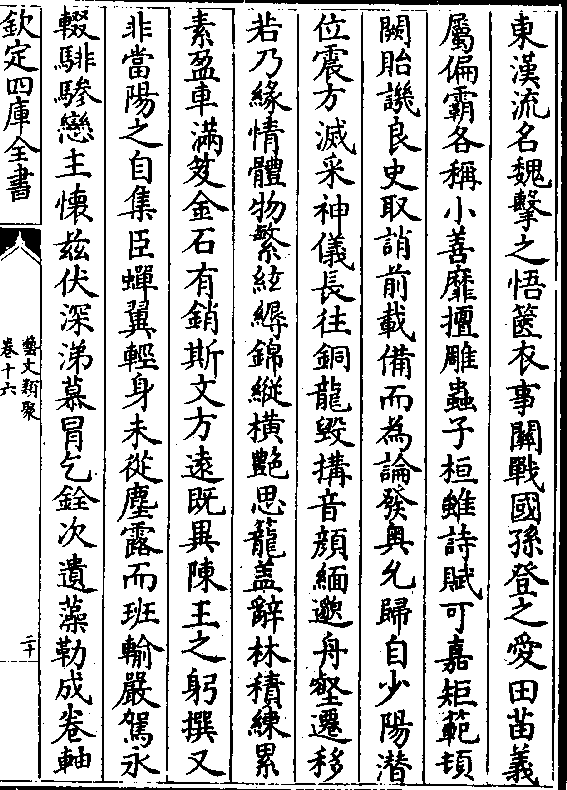 東漢流名魏擊之悟篋衣事關戰國孫登之愛田苗義
屬偏霸各稱小善靡擅雕蟲子桓雖詩賦可嘉矩範頓
闕貽譏良史取誚前載備而為論發興允歸自少陽潛
位震方滅采神儀長往銅龍毀搆音顔緬邈舟壑遷移
若乃緣情體物繁絃縟錦縱横艶思籠蓋辭林積練累
素盈車滿笈金石有銷斯文方遠既異陳王之躬撰又
非當陽之自集臣蟬翼輕身未從塵露而班輸嚴駕永
輟騑驂戀主懐兹伏深涕慕冐乞銓次遺藻勒成卷軸
欽定四庫全書
藝文類聚
卷十六
二十